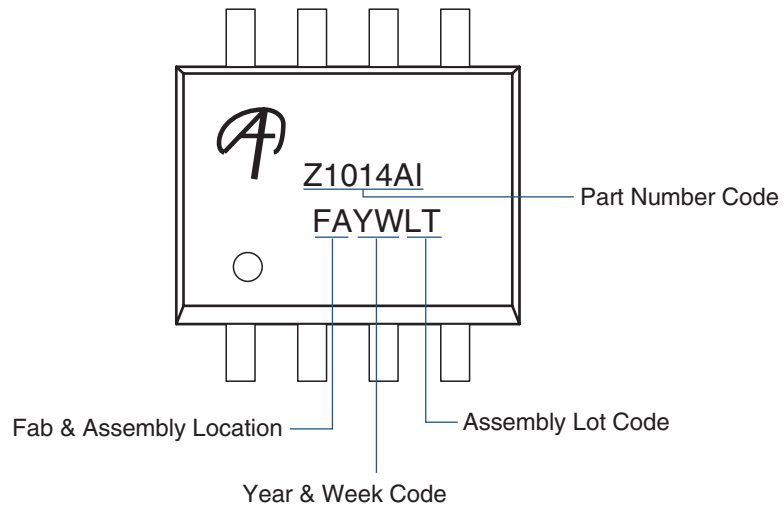 Z1014AI
Part Number Code
FAYWLT
Fab & Assembly Location
Assembly Lot Code
Year & Week Code